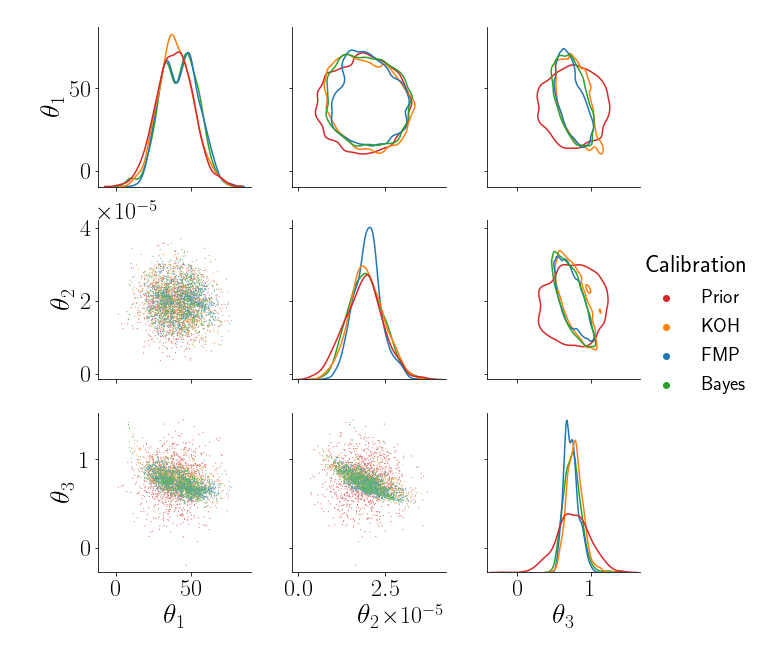 θ1
50
0
×10−5
θ2
4
2
0
Calibration
Prior
KOH
FMP
Bayes
θ3
1
0
0 50
0.0 2.5
0 1
θ1
θ2×10−5
θ3